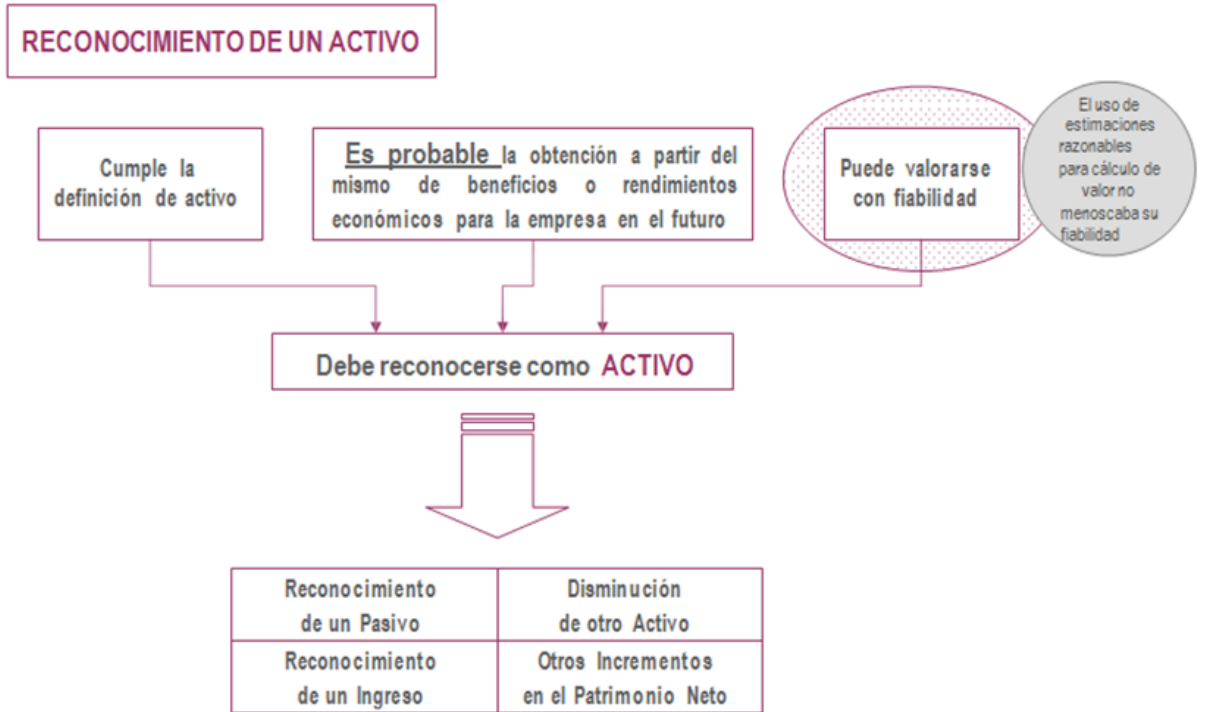 RECONOCIMIENTO DE UN ACTIVO
Cumple la
definición de activo
Es probable la obtención a partir del
mismo de beneficios o rendimientos
económicos para la empresa en el futuro
Puede valorarse
con fiabilidad
El uso de
estimaciones
razonables
para cálculo de
valor no
menoscaba su
fiabilidad
Debe reconocerse como ACTIVO
Reconocimiento
de un Pasivo
Disminución
de otro Activo
Reconocimiento
de un Ingreso
Otros Incrementos
en el Patrimonio Neto